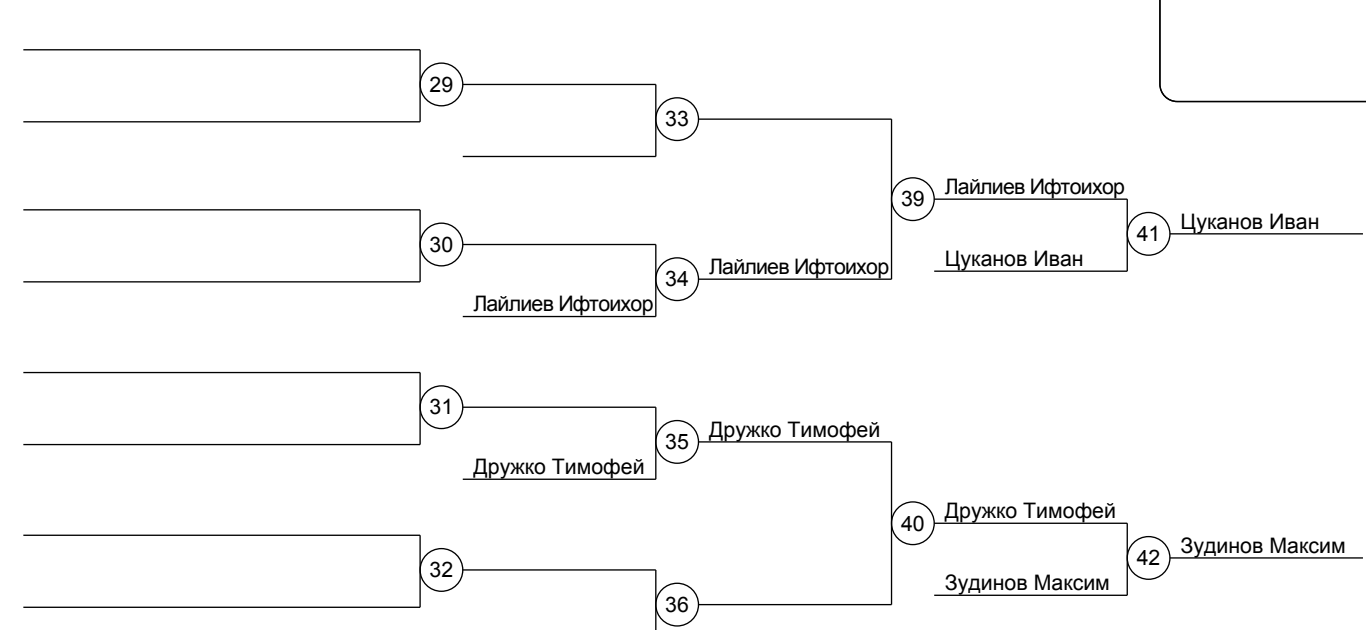 29
33
Лайлиев Ифтоихор
39
Цуканов Иван
41
30
Цуканов Иван
Лайлиев Ифтоихор
34
Лайлиев Ифтоихор
31
Дружко Тимофей
35
Дружко Тимофей
Дружко Тимофей
40
Зудинов Максим
42
32
Зудинов Максим
36